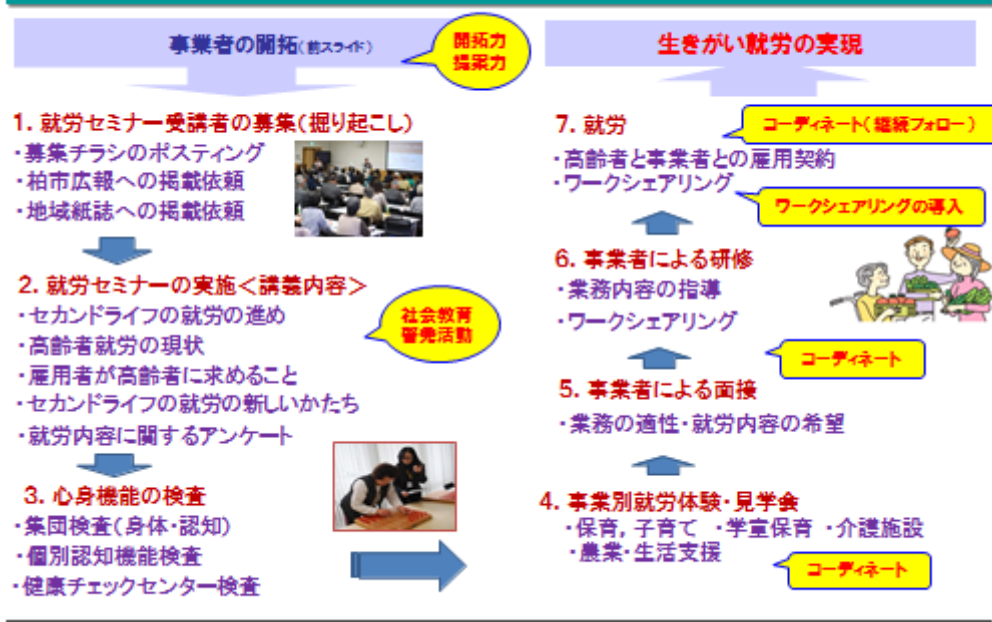 事業者の開拓(前スライド)
開拓力
提案力
1. 就労セミナー受講者の募集(掘り起こし)
・募集チラシのポスティング
・柏市広報への掲載依頼
・地域紙誌への掲載依頼
2. 就労セミナーの実施<講義内容>
・セカンドライフの就労の進め
・高齢者就労の現状
・雇用者が高齢者に求めること
・セカンドライフの就労の新しいかたち
・就労内容に関するアンケート
社会教育
啓発活動
3. 心身機能の検査
・集団検査(身体・認知)
・個別認知機能検査
・健康チェックセンター検査
生きがい就労の実現
7. 就労
コーディネート(継続フォロー)
・高齢者と事業者との雇用契約
・ワークシェアリング
ワークシェアリングの導入
6. 事業者による研修
・業務内容の指導
・ワークシェアリング
コーディネート
5. 事業者による面接
・業務の適性・就労内容の希望
4. 事業別就労体験・見学会
・保育, 子育て ・学童保育 ・介護施設
・農業・生活支援
コーディネート